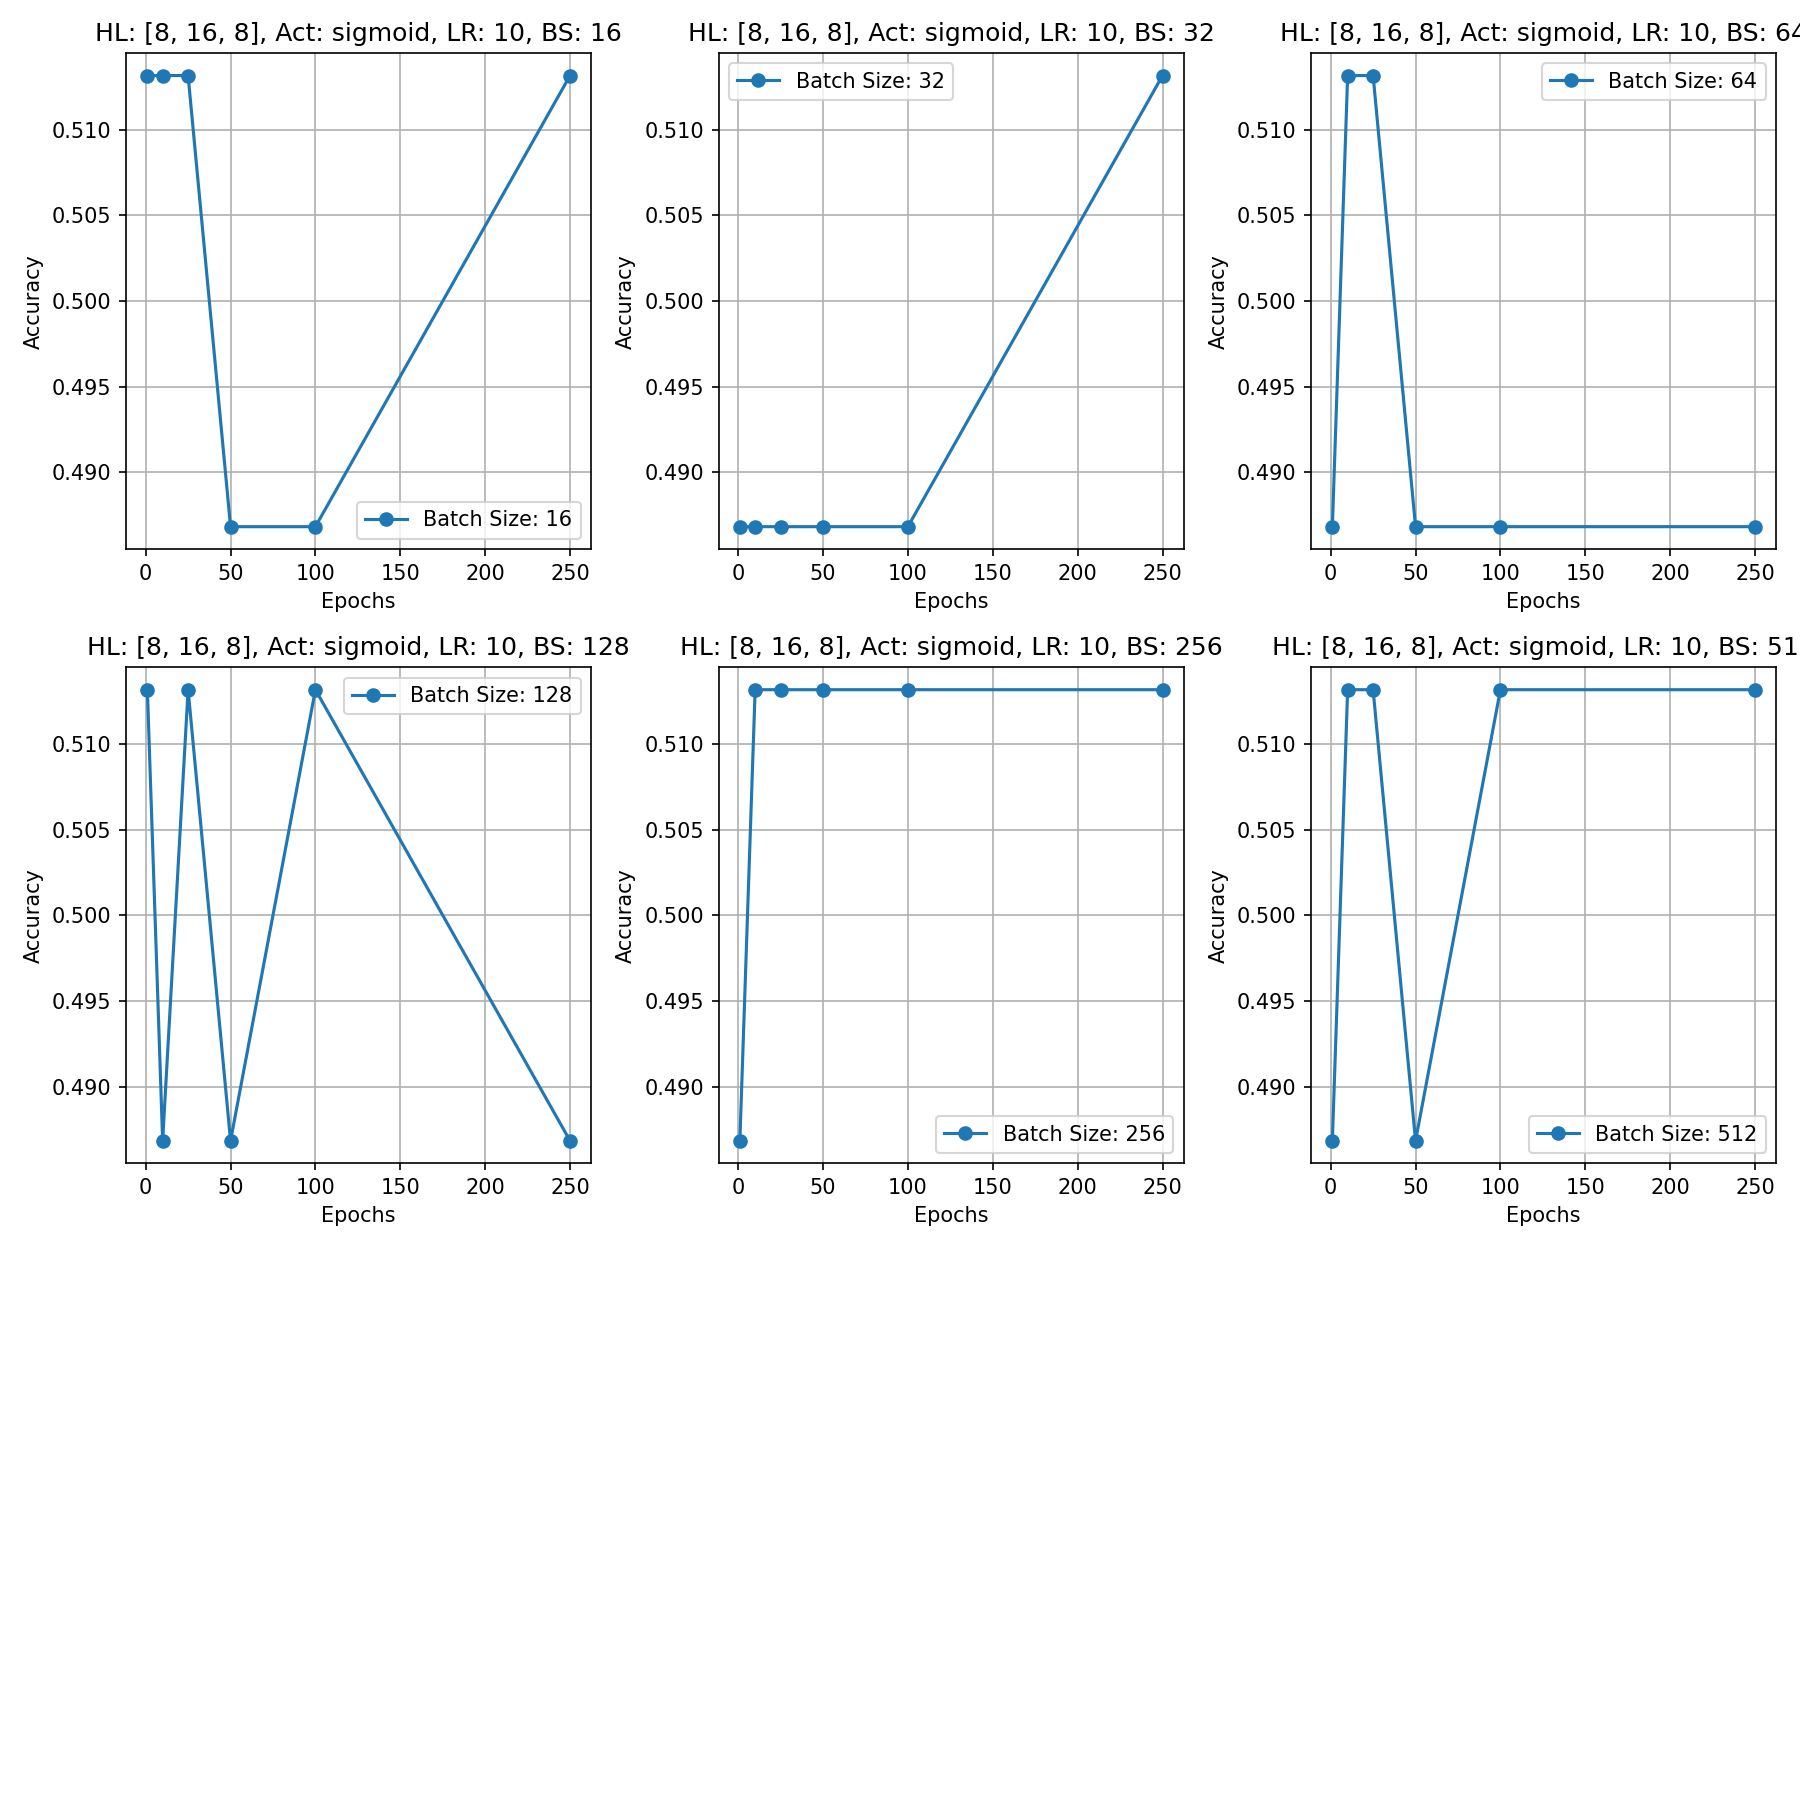 HL: [8, 16, 8], Act: sigmoid, LR: 10, BS: 16
Accuracy
0.510
0.505
0.500
0.495
0.490
Batch Size: 16
0 50 100 150 200 250
Epochs
HL: [8, 16, 8], Act: sigmoid, LR: 10, BS: 32
Accuracy
0.510
0.505
0.500
0.495
0.490
Batch Size: 32
0 50 100 150 200 250
Epochs
HL: [8, 16, 8], Act: sigmoid, LR: 10, BS: 64
Accuracy
0.510
0.505
0.500
0.495
0.490
Batch Size: 64
0 50 100 150 200 250
Epochs
HL: [8, 16, 8], Act: sigmoid, LR: 10, BS: 128
Accuracy
0.510
0.505
0.500
0.495
0.490
Batch Size: 128
0 50 100 150 200 250
Epochs
HL: [8, 16, 8], Act: sigmoid, LR: 10, BS: 256
Accuracy
0.510
0.505
0.500
0.495
0.490
Batch Size: 256
0 50 100 150 200 250
Epochs
HL: [8, 16, 8], Act: sigmoid, LR: 10, BS: 51
Accuracy
0.510
0.505
0.500
0.495
0.490
Batch Size: 512
0 50 100 150 200 250
Epochs